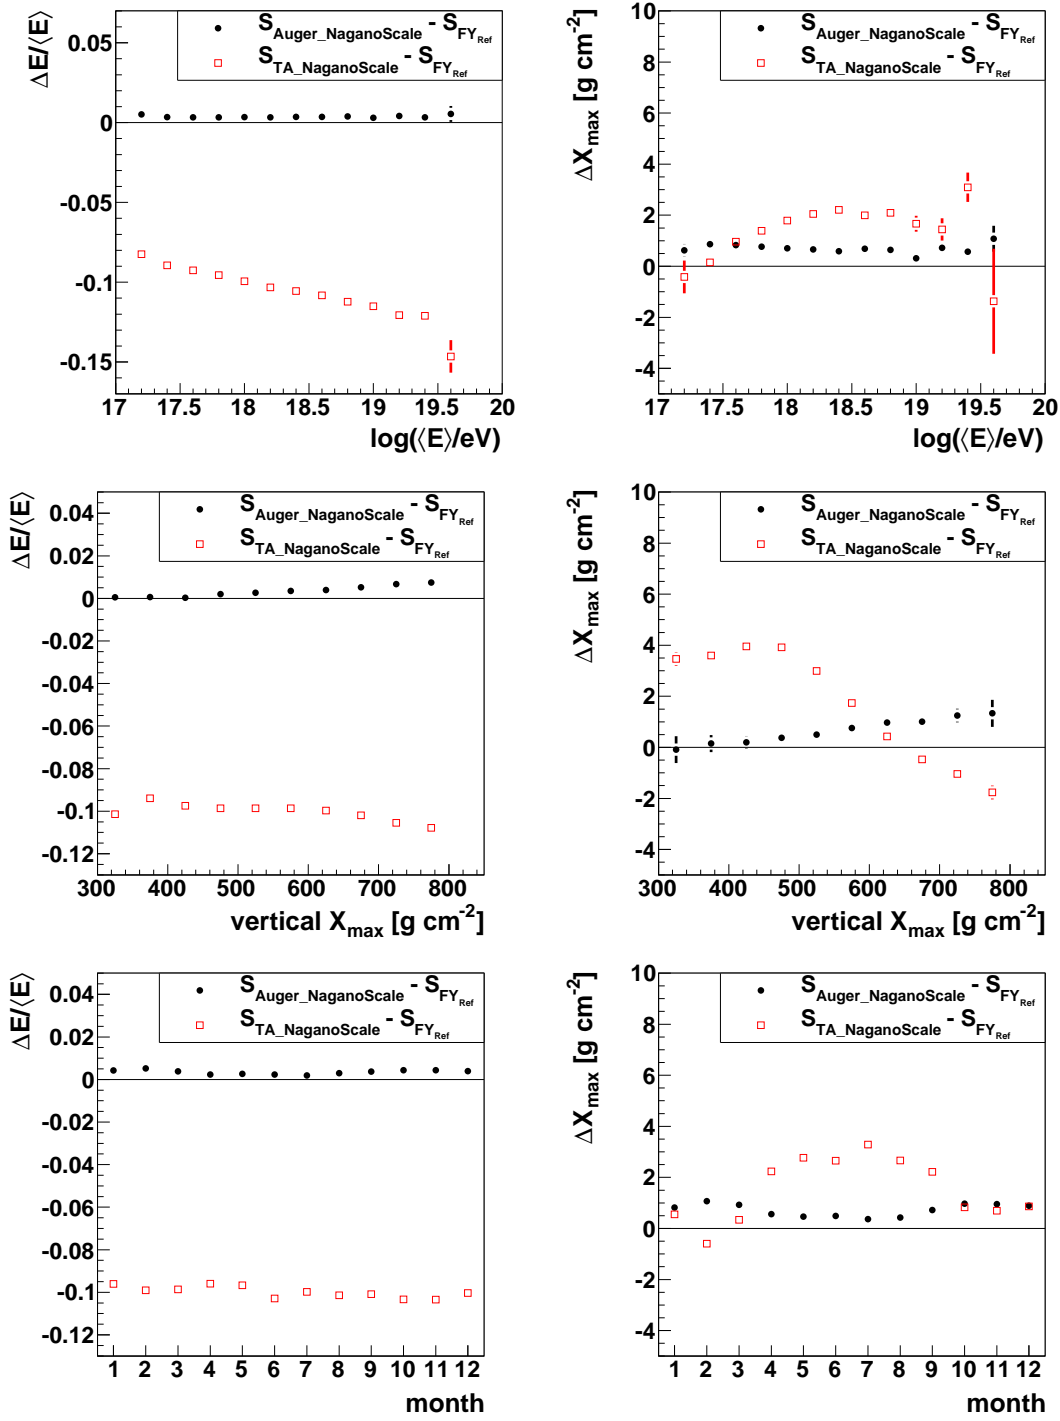 ΔE/⟨E⟩
0.05
0
-0.05
-0.1
-0.15
S_Auger_NaganoScale - S_FY_Ref
S_TA_NaganoScale - S_FY_Ref
17 17.5 18 18.5 19 19.5 20
log(⟨E⟩/eV)
ΔX_max [g cm^-2]
10
8
6
4
2
0
-2
-4
S_Auger_NaganoScale - S_FY_Ref
S_TA_NaganoScale - S_FY_Ref
17 17.5 18 18.5 19 19.5 20
log(⟨E⟩/eV)
ΔE/⟨E⟩
0.04
0.02
0
-0.02
-0.04
-0.06
-0.08
-0.1
-0.12
S_Auger_NaganoScale - S_FY_Ref
S_TA_NaganoScale - S_FY_Ref
300 400 500 600 700 800
vertical X_max [g cm^-2]
ΔX_max [g cm^-2]
10
8
6
4
2
0
-2
-4
S_Auger_NaganoScale - S_FY_Ref
S_TA_NaganoScale - S_FY_Ref
300 400 500 600 700 800
vertical X_max [g cm^-2]
ΔE/⟨E⟩
0.04
0.02
0
-0.02
-0.04
-0.06
-0.08
-0.1
-0.12
S_Auger_NaganoScale - S_FY_Ref
S_TA_NaganoScale - S_FY_Ref
1 2 3 4 5 6 7 8 9 10 11 12
month
ΔX_max [g cm^-2]
10
8
6
4
2
0
-2
-4
S_Auger_NaganoScale - S_FY_Ref
S_TA_NaganoScale - S_FY_Ref
1 2 3 4 5 6 7 8 9 10 11 12
month